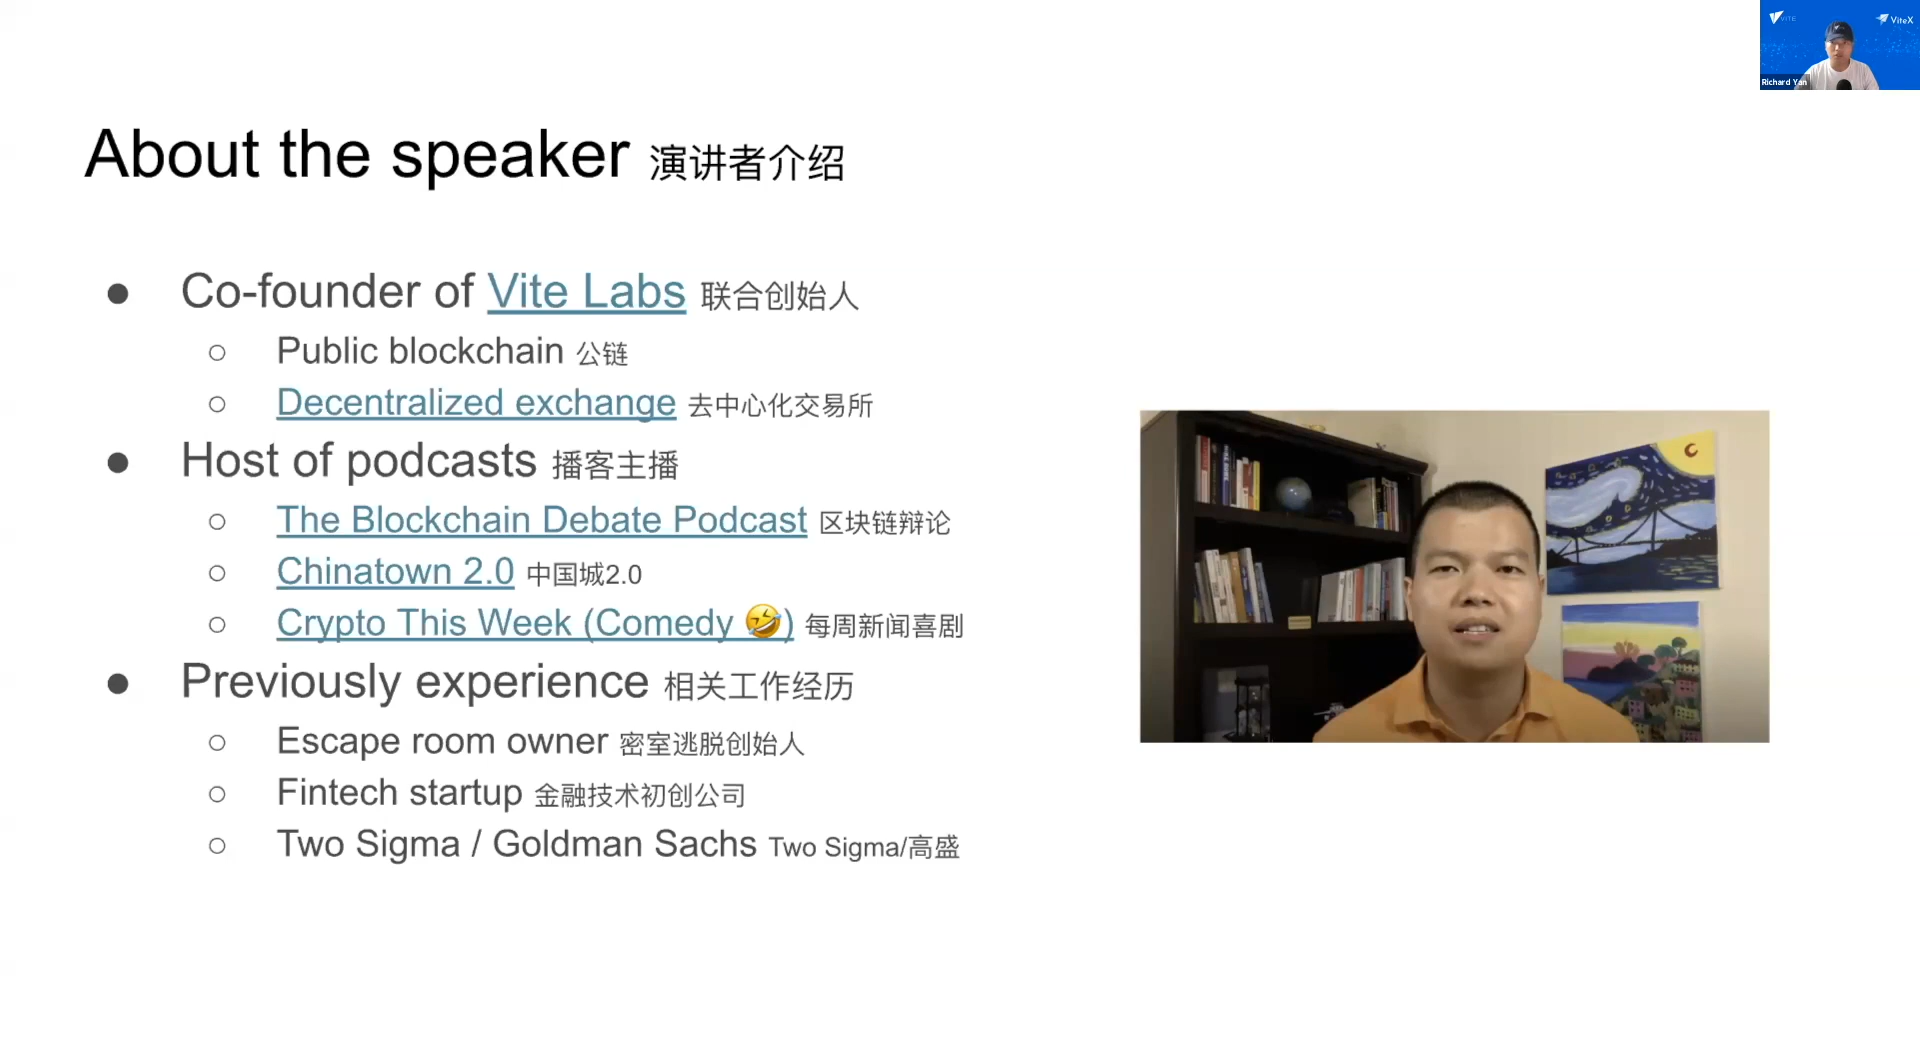 VITE
ViteX
Richard Yan
About the speaker 演讲者介绍
● Co-founder of Vite Labs 联合创始人
○ Public blockchain 公链
○ Decentralized exchange 去中心化交易所
● Host of podcasts 播客主播
○ The Blockchain Debate Podcast 区块链辩论
○ Chinatown 2.0 中国城2.0
○ Crypto This Week (Comedy 🤣) 每周新闻喜剧
● Previously experience 相关工作经历
○ Escape room owner 密室逃脱创始人
○ Fintech startup 金融技术初创公司
○ Two Sigma / Goldman Sachs Two Sigma/高盛